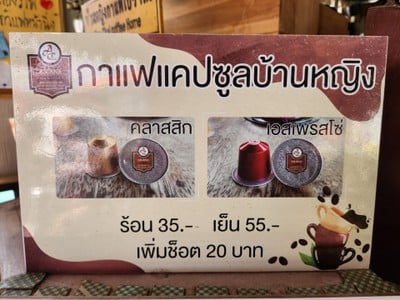 กาแฟแคปซูลบ้านหญิง
คลาสสิก
เอสเพรสโซ่
ร้อน 35.- เย็น 55.-
เพิ่มช็อต 20 บาท